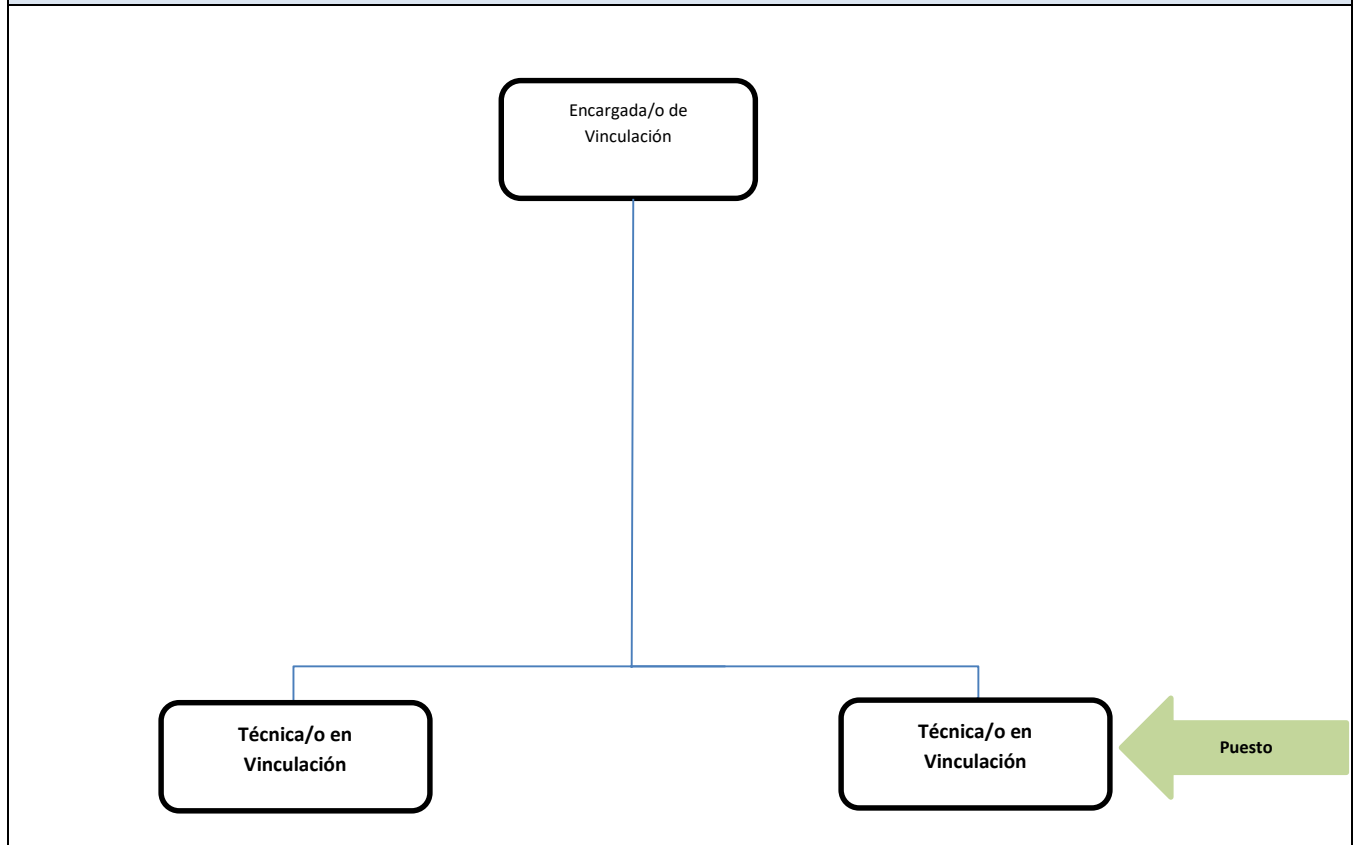 Encargada/o de
Vinculación
Técnica/o en
Vinculación
Técnica/o en
Vinculación
Puesto